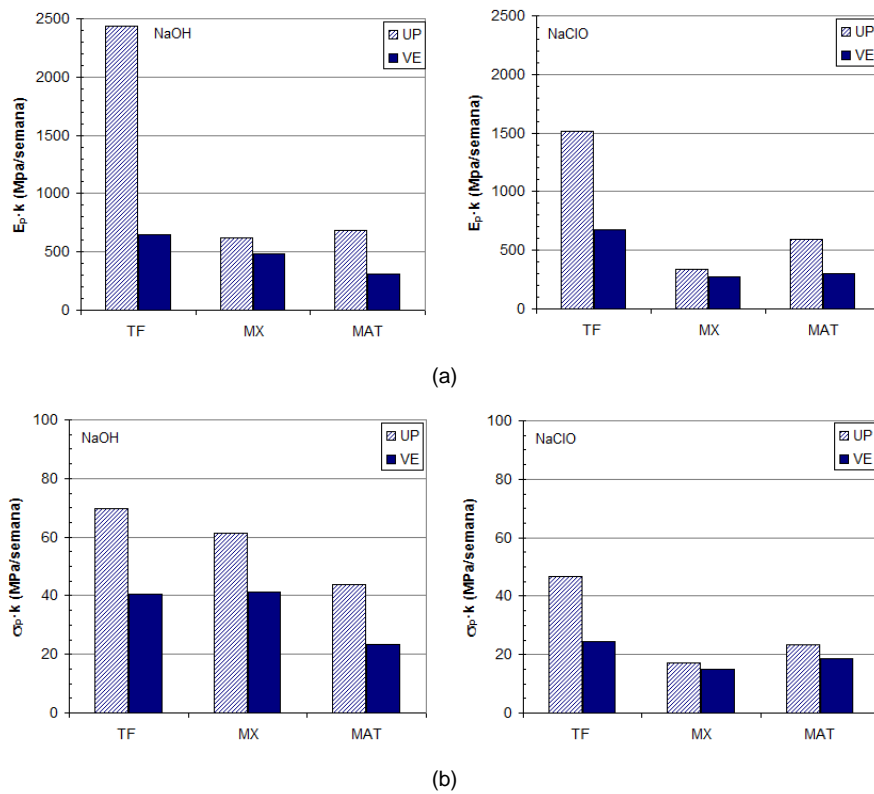 NaOH
UP
VE
Eₚ·k (Mpa/semana)
2500
2000
1500
1000
500
0
TF MX MAT
NaClO
UP
VE
Eₚ·k (Mpa/semana)
2500
2000
1500
1000
500
0
TF MX MAT
(a)
NaOH
UP
VE
σₚ·k (MPa/semana)
100
80
60
40
20
0
TF MX MAT
NaClO
UP
VE
σₚ·k (MPa/semana)
100
80
60
40
20
0
TF MX MAT
(b)